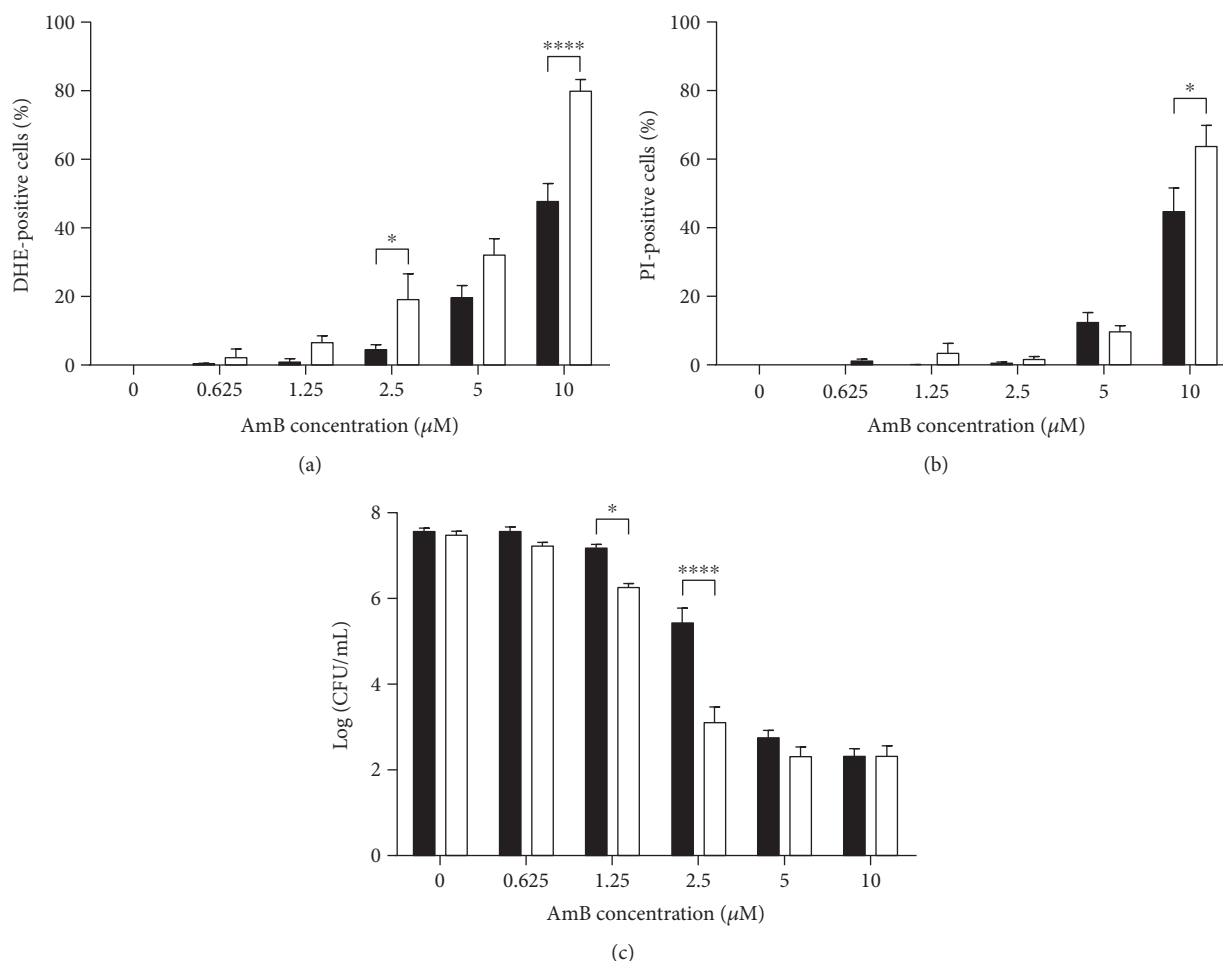 100
80
60
40
20
0
DHE-positive cells (%)
*
****
0 0.625 1.25 2.5 5 10
AmB concentration (μM)
(a)
100
80
60
40
20
0
PI-positive cells (%)
*
0 0.625 1.25 2.5 5 10
AmB concentration (μM)
(b)
8
6
4
2
0
Log (CFU/mL)
*
****
0 0.625 1.25 2.5 5 10
AmB concentration (μM)
(c)